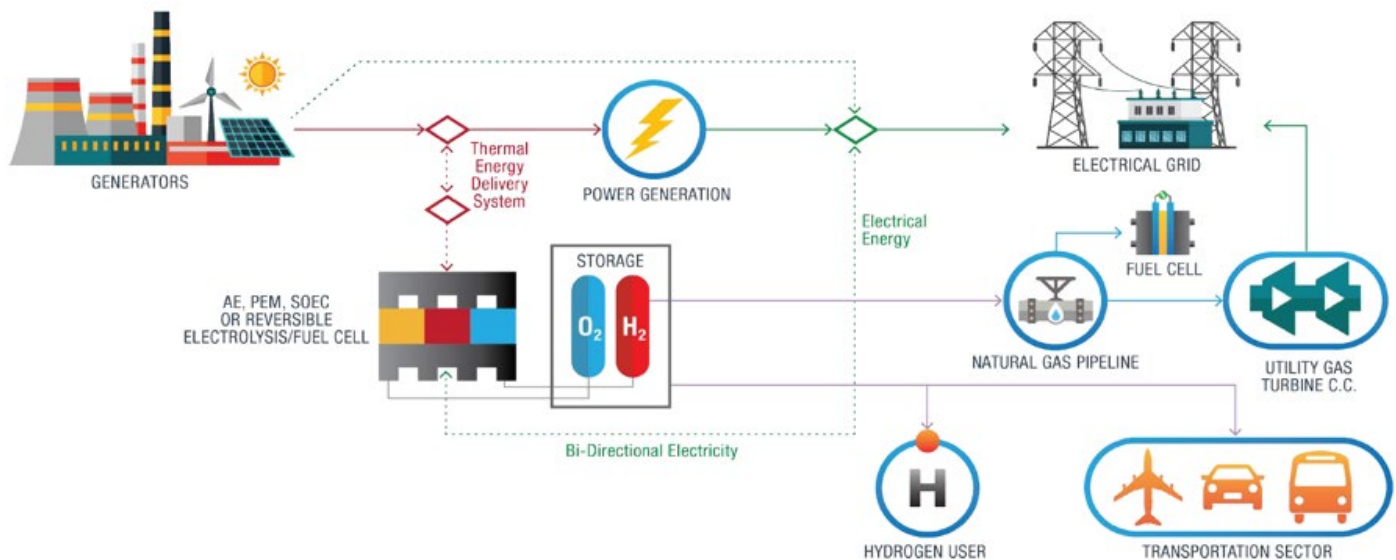 GENERATORS
Thermal
Energy
Delivery
System
POWER GENERATION
ELECTRICAL GRID
Electrical
Energy
FUEL CELL
AE, PEM, SOEC
OR REVERSIBLE
ELECTROLYSIS/FUEL CELL
STORAGE
O2
H2
NATURAL GAS PIPELINE
UTILITY GAS
TURBINE C.C.
Bi-Directional Electricity
H
HYDROGEN USER
TRANSPORTATION SECTOR